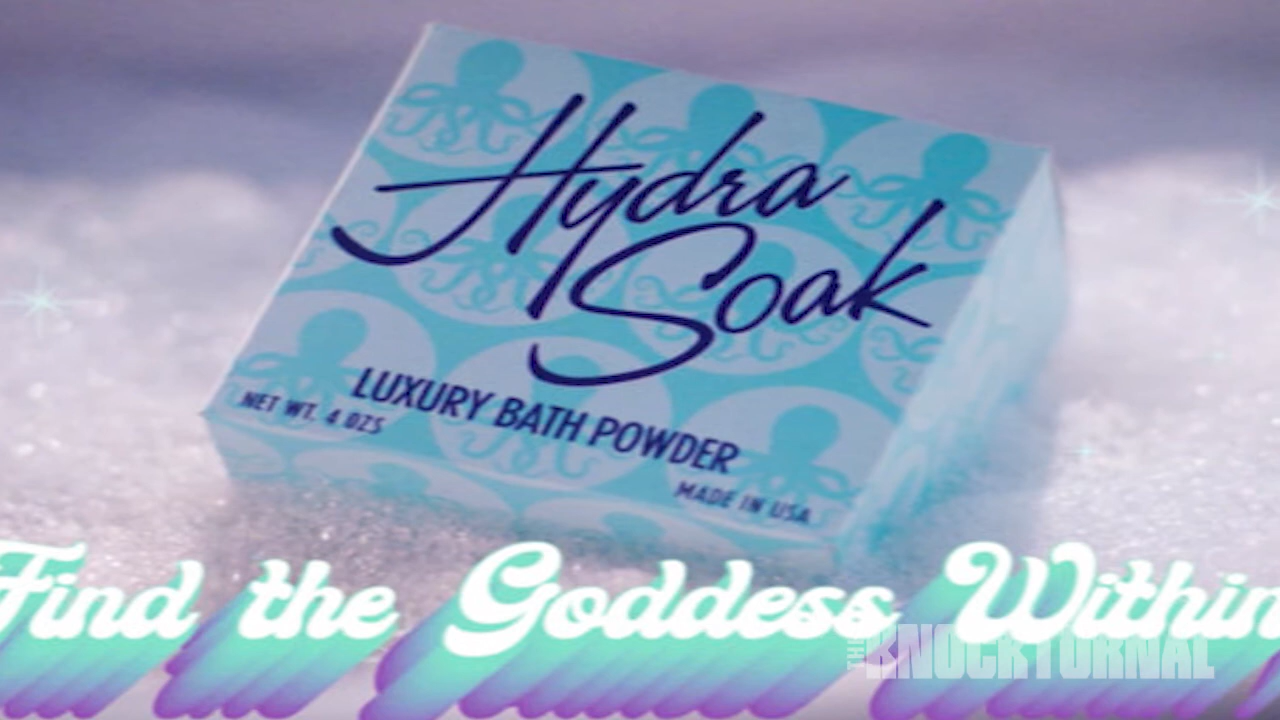 Hydra
Soak
LUXURY BATH POWDER
NET WT. 4 OZS
MADE IN USA
Find the Goddess Within
THE KNOCKTURNAL